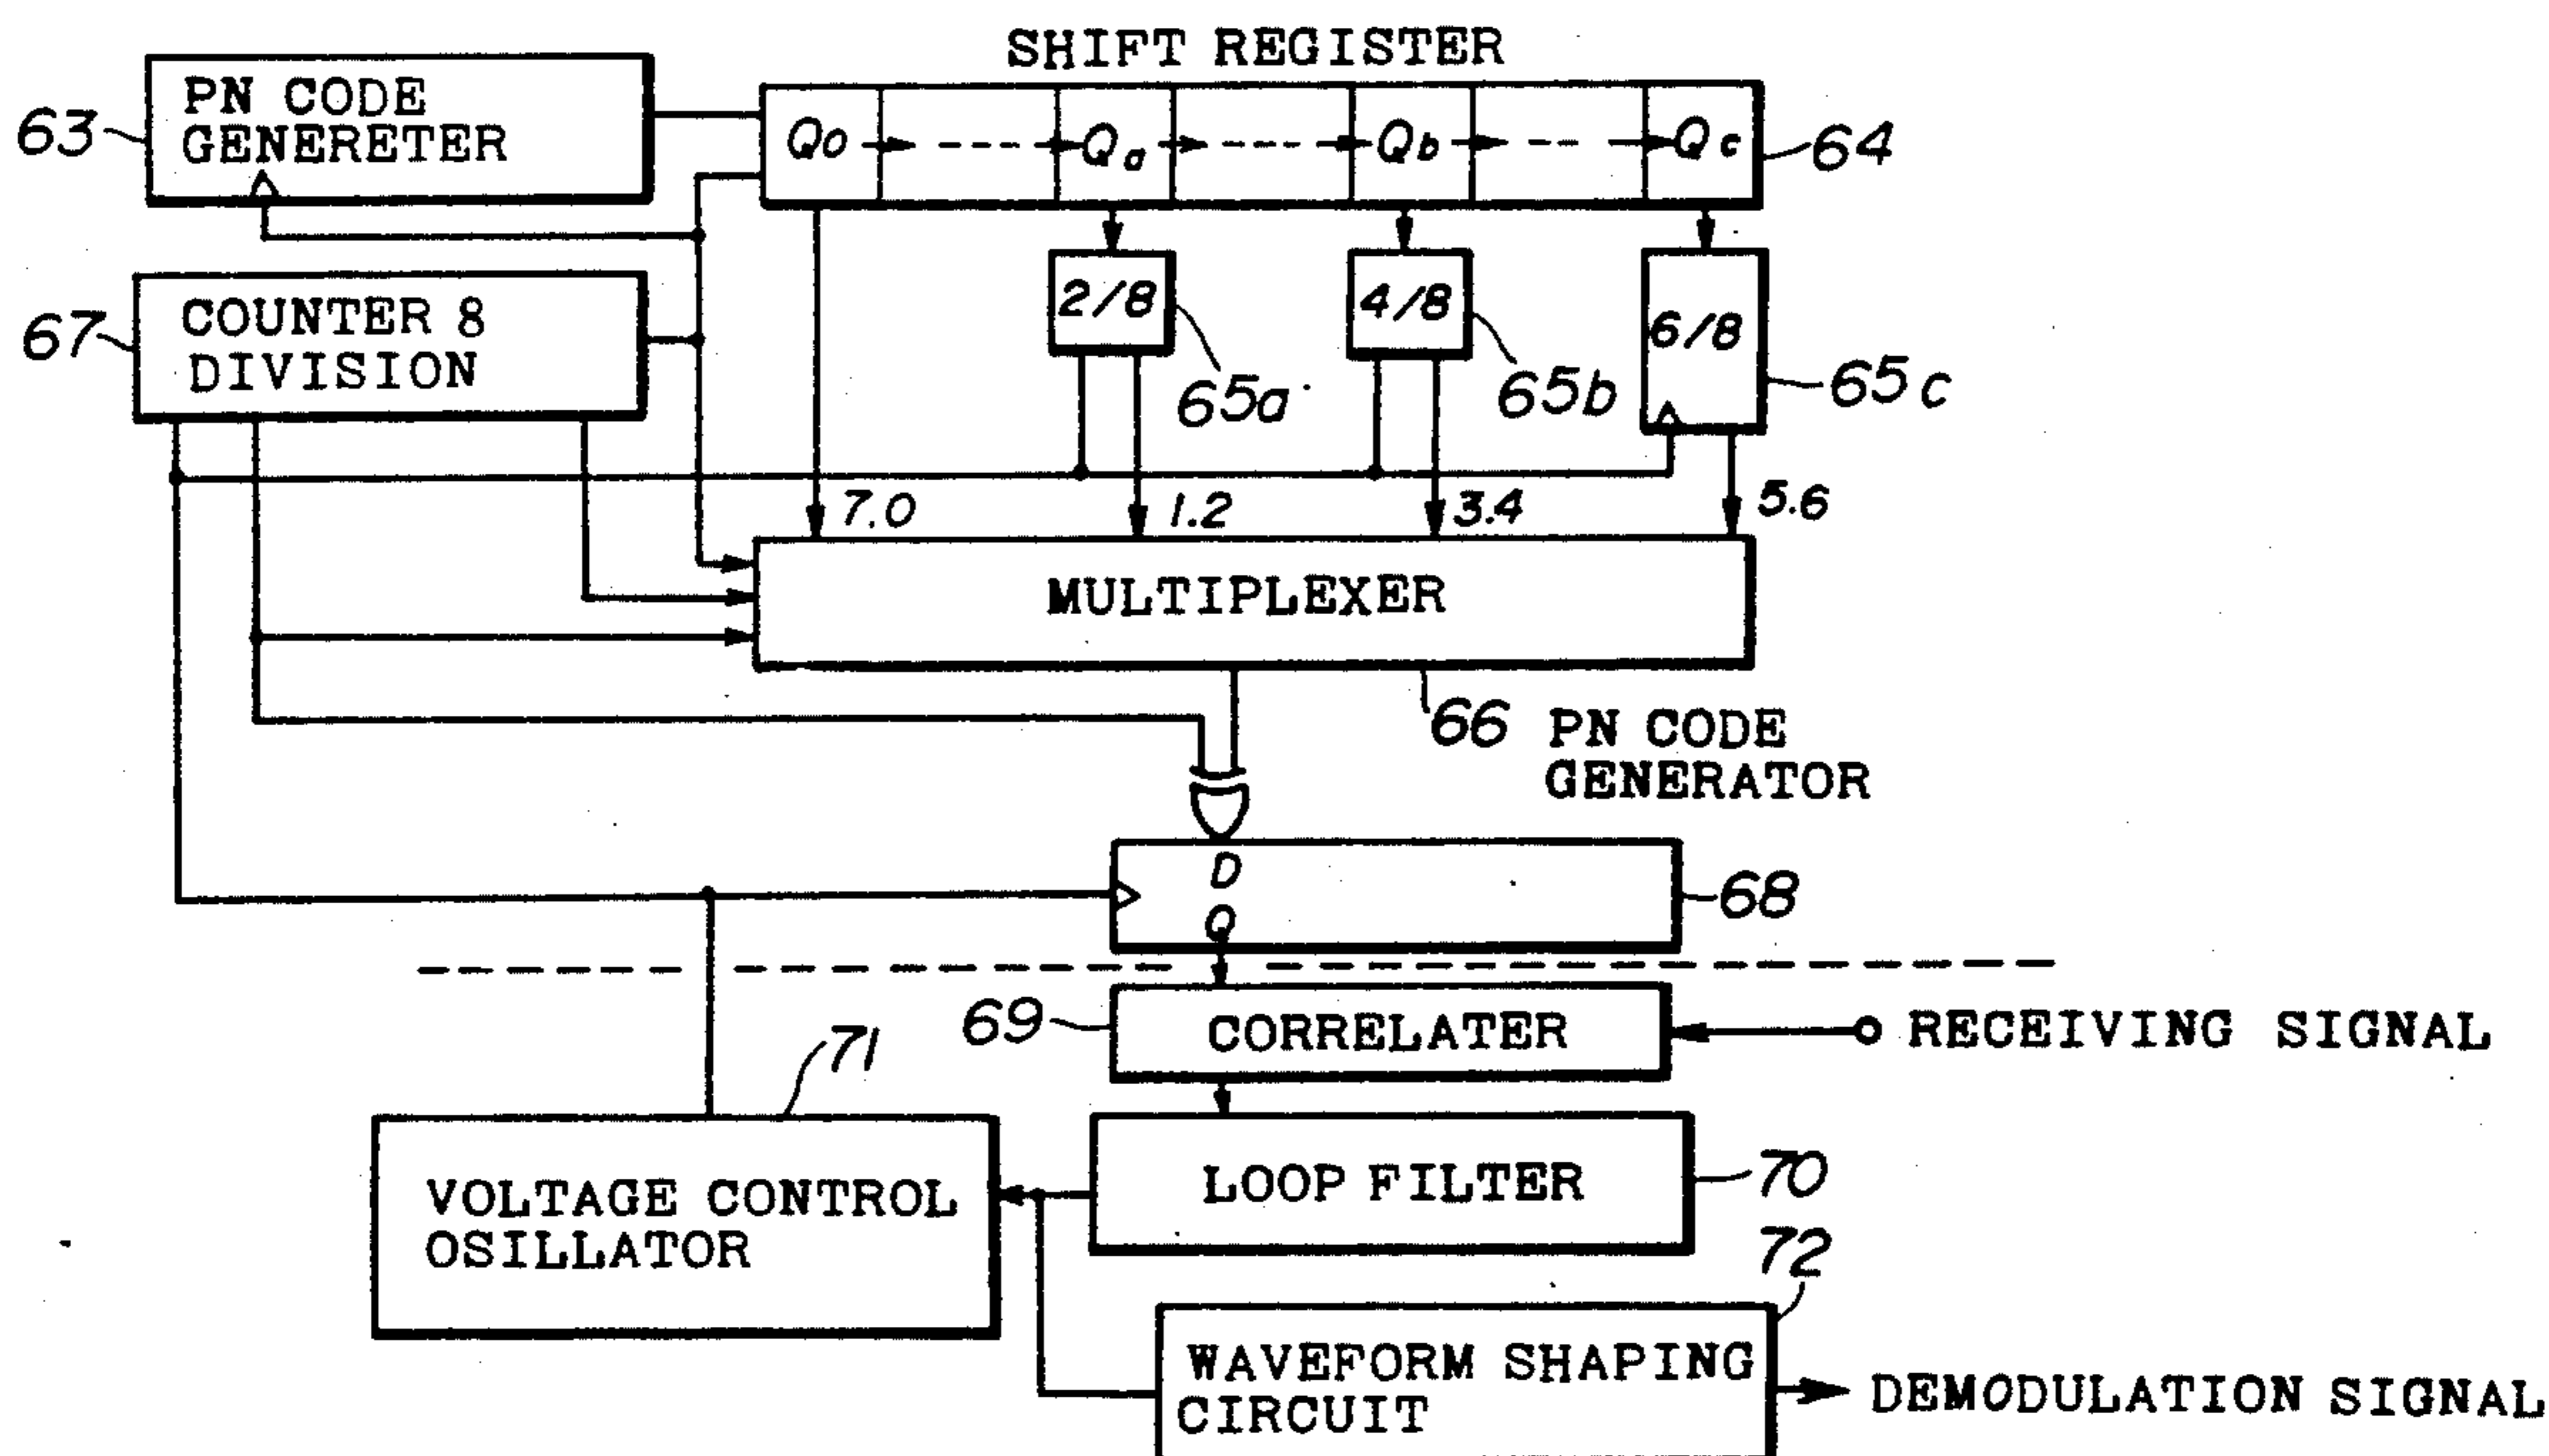 SHIFT REGISTER
63
PN CODE
GENERETER
Q0
Qa
Qb
Qc
64
67
COUNTER 8
DIVISION
2/8
65a
4/8
65b
6/8
65c
7.0
1.2
3.4
5.6
MULTIPLEXER
66
PN CODE
GENERATOR
D
Q
68
69
CORRELATER
RECEIVING SIGNAL
71
VOLTAGE CONTROL
OSILLATOR
LOOP FILTER
70
72
WAVEFORM SHAPING
CIRCUIT
DEMODULATION SIGNAL